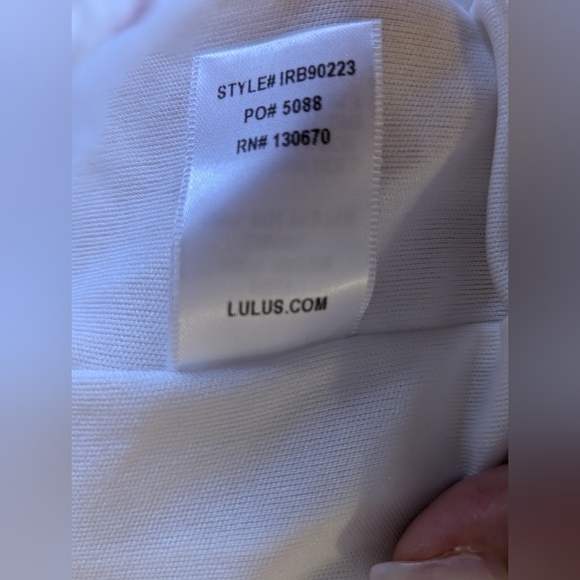 STYLE# IRB90223
PO# 5088
RN# 130670
LULUS.COM